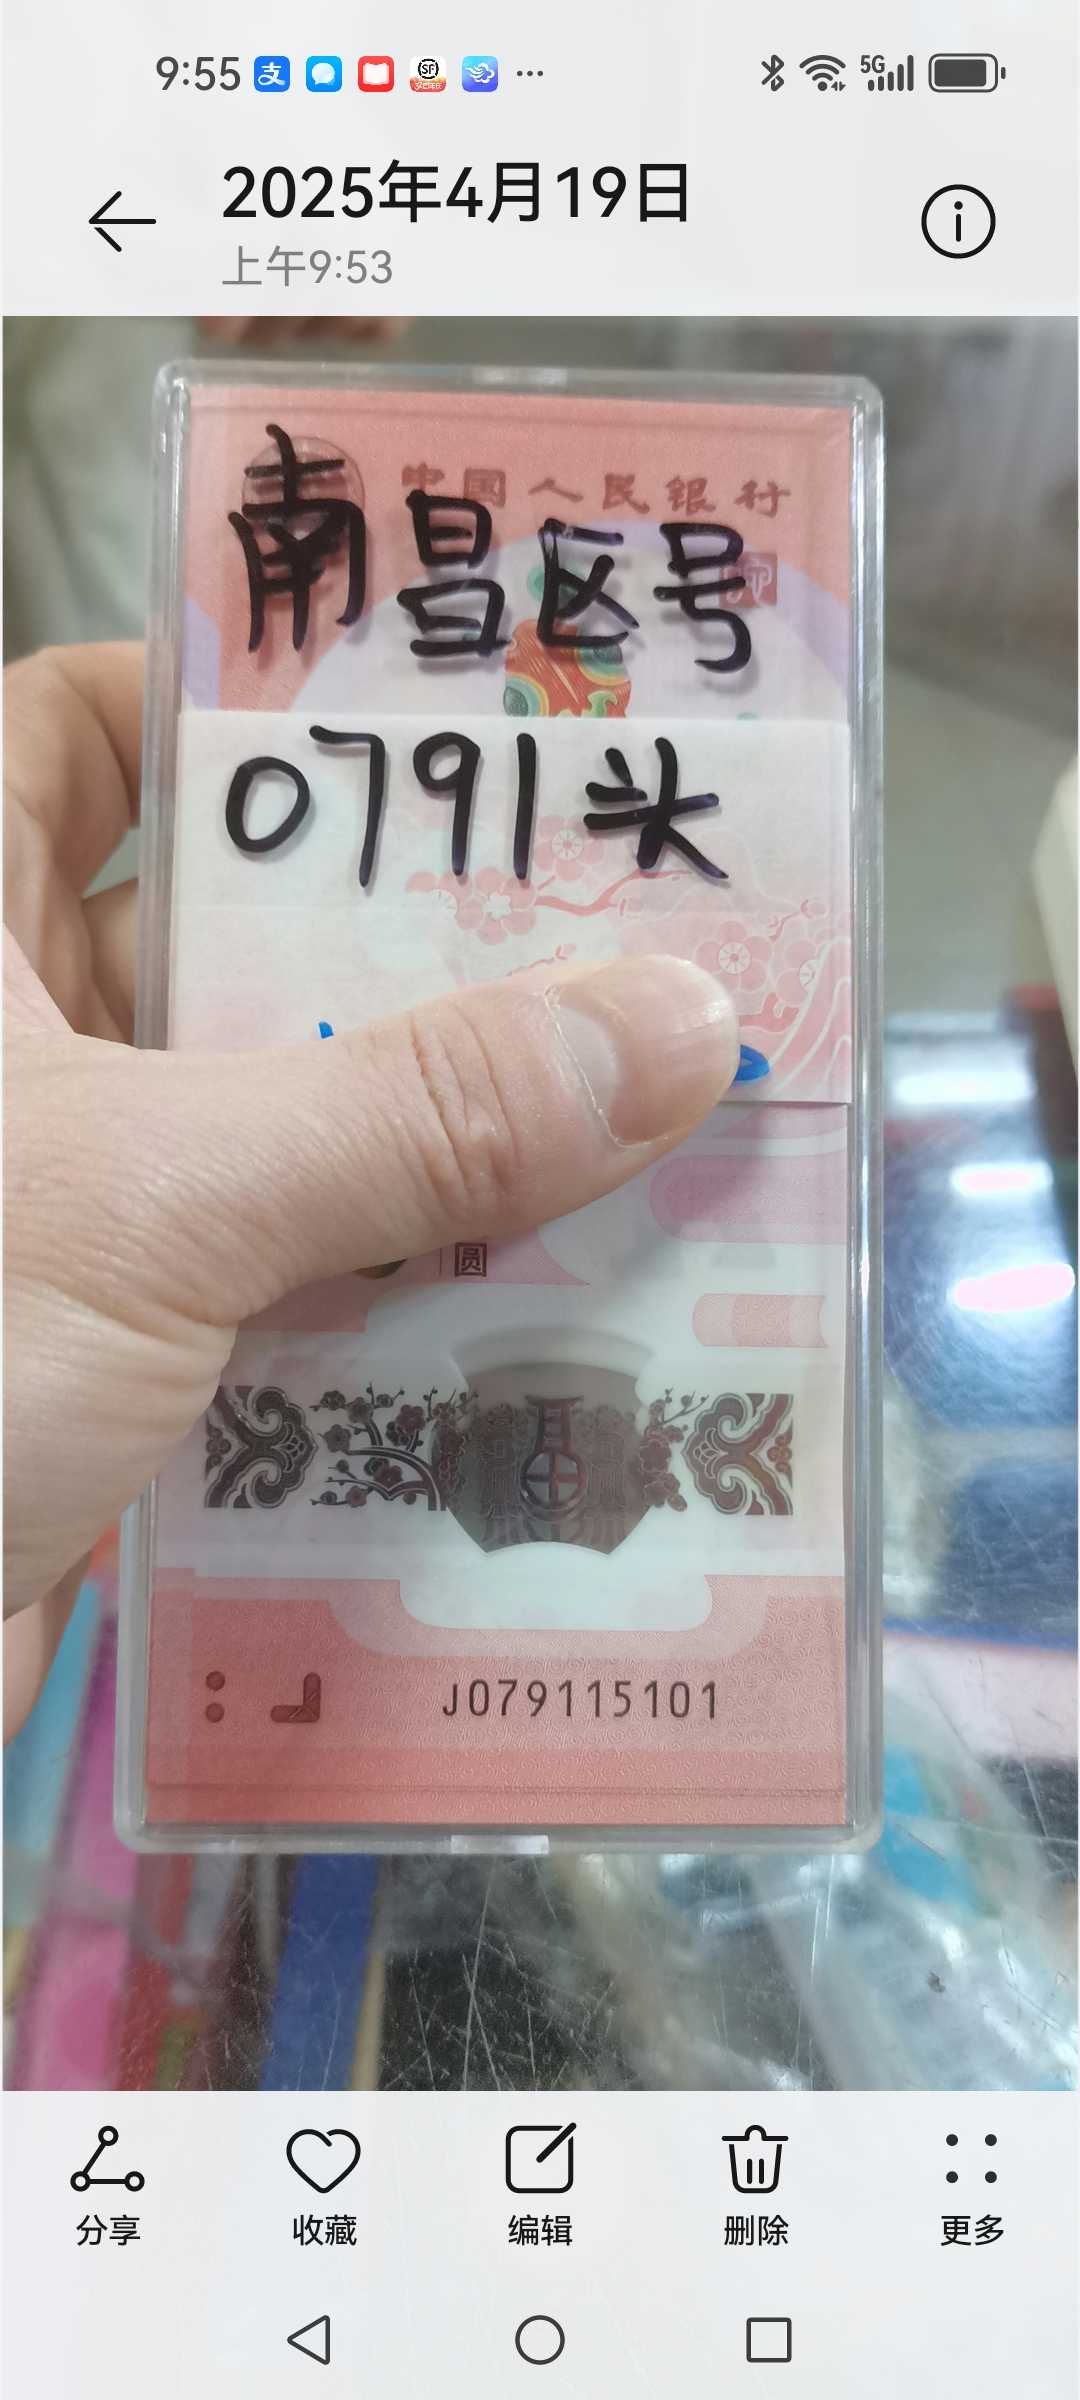 9:55
5G
2025年4月19日
上午9:53
中国人民银行
南昌区号
0791头
圆
J079115101
分享
收藏
编辑
删除
更多